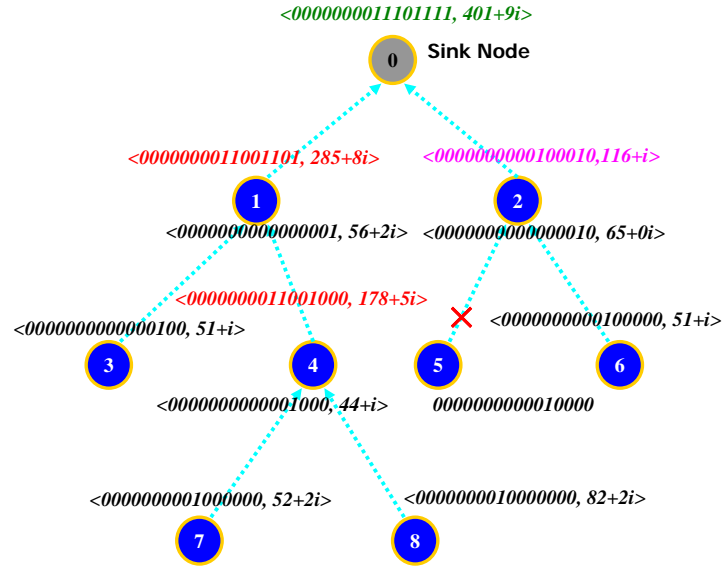 <0000000011101111, 401+9i>
Sink Node
0
<0000000011001101, 285+8i>
<0000000000100010,116+i>
1
2
<0000000000000001, 56+2i>
<0000000000000010, 65+0i>
<0000000011001000, 178+5i>
<0000000000000100, 51+i>
<0000000000100000, 51+i>
3
4
5
6
<0000000000001000, 44+i>
0000000000010000
<0000000001000000, 52+2i>
<0000000010000000, 82+2i>
7
8